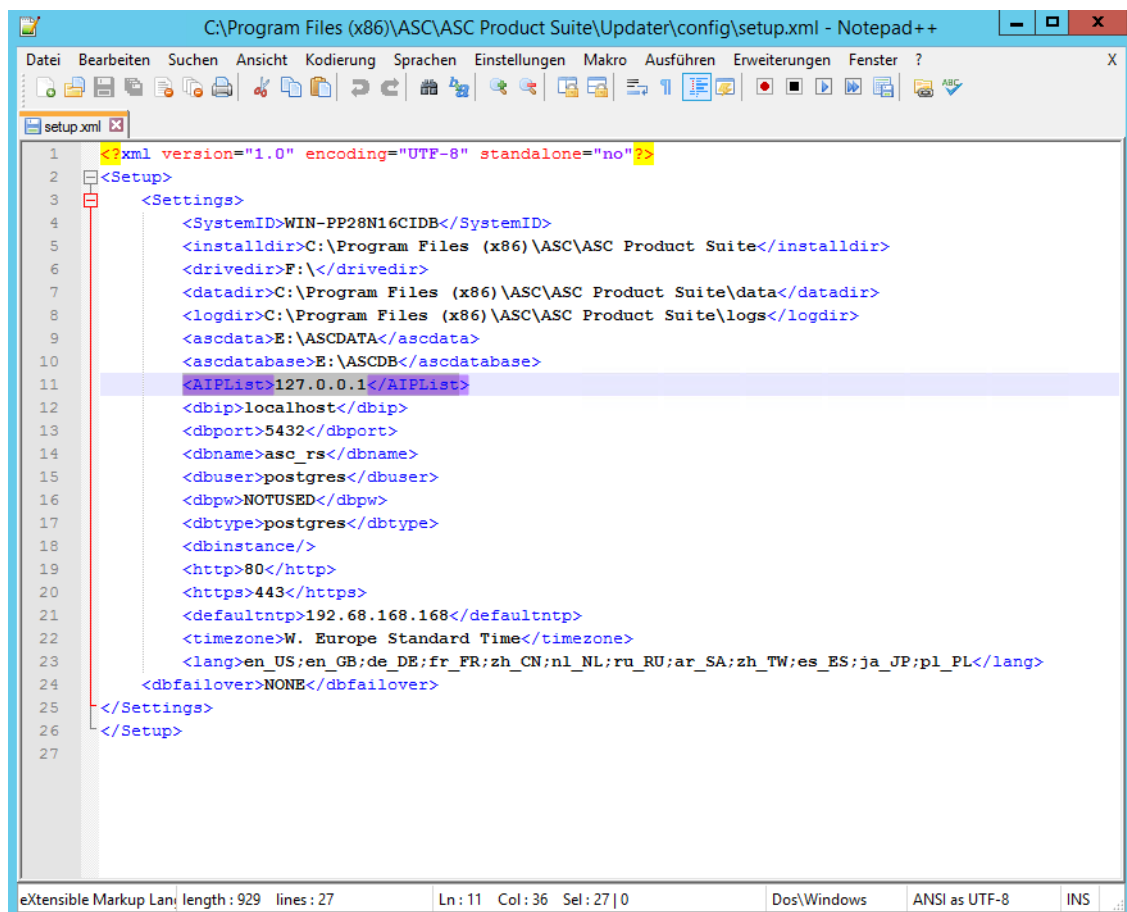 C:\Program Files (x86)\ASC\ASC Product Suite\Updater\config\setup.xml - Notepad++
Datei Bearbeiten Suchen Ansicht Kodierung Sprachen Einstellungen Makro Ausführen Erweiterungen Fenster ? X
setup.xml
1 <?xml version="1.0" encoding="UTF-8" standalone="no"?>
2 <Setup>
3 <Settings>
4 <SystemID>WIN-PP28N16CIDB</SystemID>
5 <installdir>C:\Program Files (x86)\ASC\ASC Product Suite</installdir>
6 <drivedir>F:\</drivedir>
7 <datadir>C:\Program Files (x86)\ASC\ASC Product Suite\data</datadir>
8 <logdir>C:\Program Files (x86)\ASC\ASC Product Suite\logs</logdir>
9 <ascdata>E:\ASCDATA</ascdata>
10 <ascdatabase>E:\ASCDB</ascdatabase>
11 <AIPList>127.0.0.1</AIPList>
12 <dbip>localhost</dbip>
13 <dbport>5432</dbport>
14 <dbname>asc_rs</dbname>
15 <dbuser>postgres</dbuser>
16 <dbpw>NOTUSED</dbpw>
17 <dbtype>postgres</dbtype>
18 <dbinstance/>
19 <http>80</http>
20 <https>443</https>
21 <defaultntp>192.68.168.168</defaultntp>
22 <timezone>W. Europe Standard Time</timezone>
23 <lang>en_US;en_GB;de_DE;fr_FR;zh_CN;nl_NL;ru_RU;ar_SA;zh_TW;es_ES;ja_JP;pl_PL</lang>
24 <dbfailover>NONE</dbfailover>
25 </Settings>
26 </Setup>
27
eXtensible Markup Lan length : 929 lines : 27 Ln : 11 Col : 36 Sel : 27 | 0 Dos\Windows ANSI as UTF-8 INS